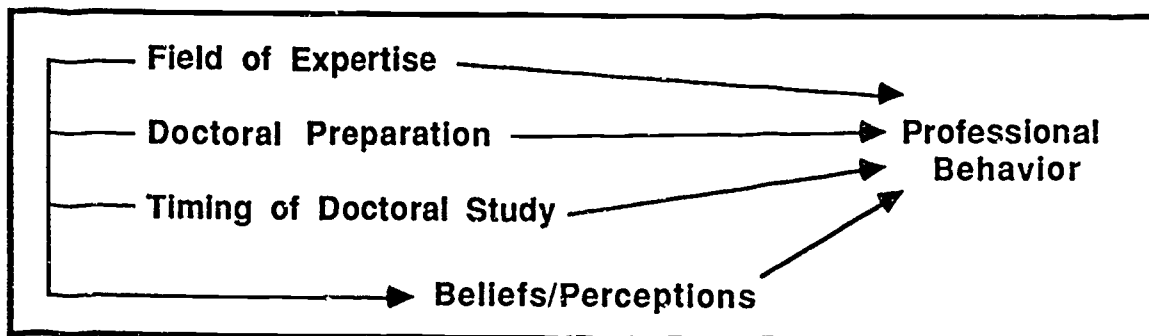 Field of Expertise
Doctoral Preparation
Professional
Behavior
Timing of Doctoral Study
Beliefs/Perceptions